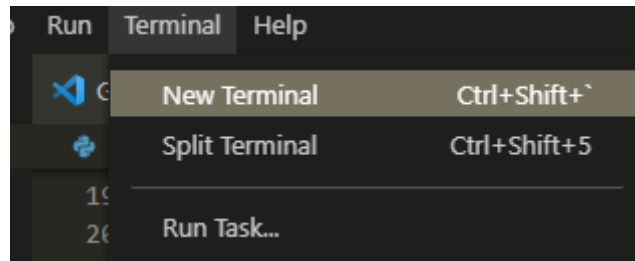 Run Terminal Help
New Terminal Ctrl+Shift+`
Split Terminal Ctrl+Shift+5
Run Task...